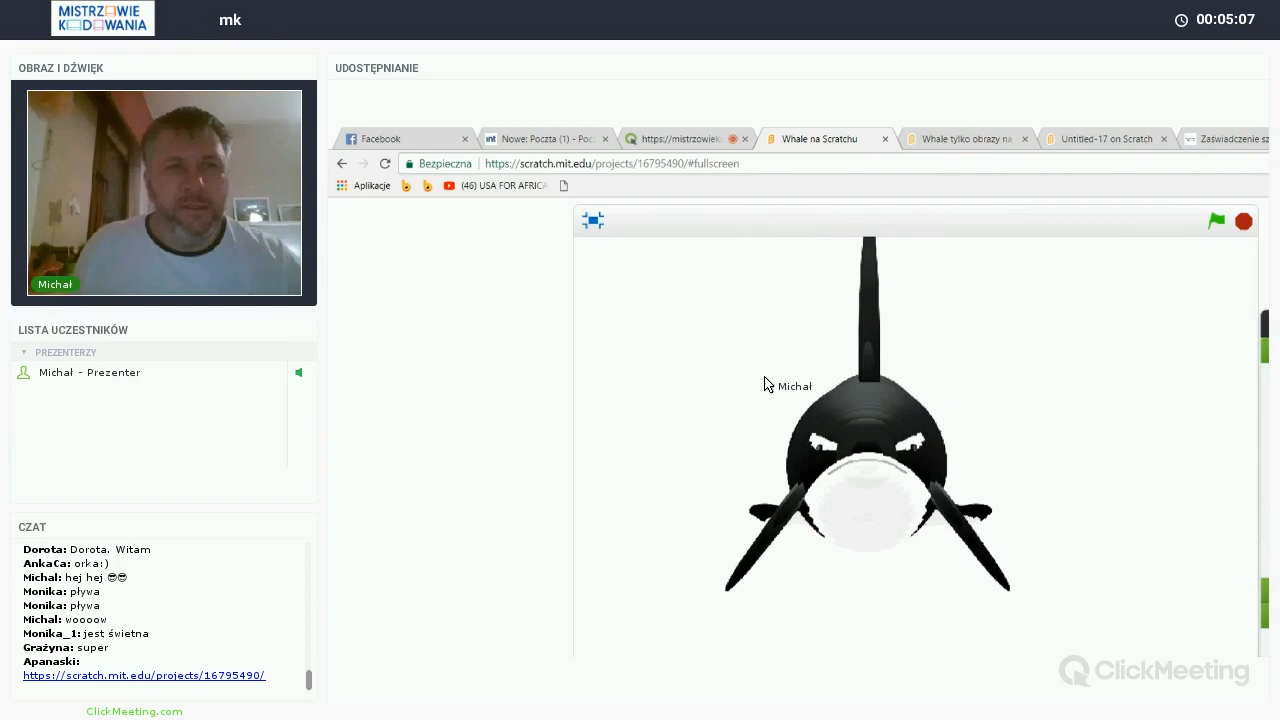 MISTRZOWIE
KODOWANIA
mk
00:05:07
OBRAZ I DŹWIĘK
UDOSTĘPNIANIE
Michał
Facebook
Nowe: Poczta (1) - Poc
https://mistrzowiek
Whale na Scratchu
Whale tylko obrazy na
Untitled-17 on Scratch
Zaświadczenie sz
Bezpieczna
https://scratch.mit.edu/projects/16795490/#fullscreen
Aplikacje
(46) USA FOR AFRICA
Michał
LISTA UCZESTNIKÓW
PREZENTERZY
Michał - Prezenter
CZAT
Dorota: Dorota. Witam
AnkaCa: orka:)
Michal: hej hej 😎😎
Monika: pływa
Monika: pływa
Michal: woooow
Monika_1: jest świetna
Grażyna: super
Apanaski:
https://scratch.mit.edu/projects/16795490/
ClickMeeting
ClickMeeting.com